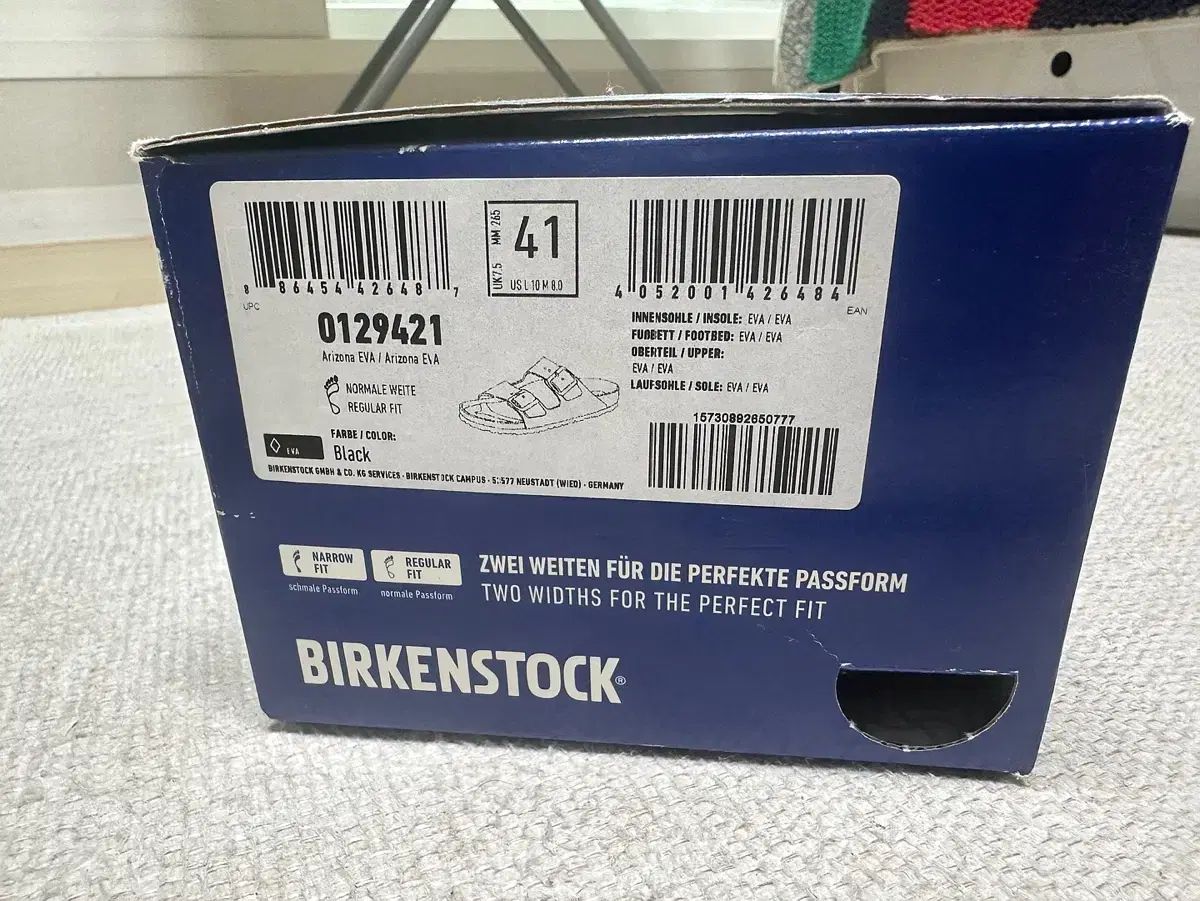 8 86454 42648 7
UPC
0129421
Arizona EVA / Arizona EVA
NORMALE WEITE
REGULAR FIT
FARBE / COLOR:
EVA
Black
BIRKENSTOCK GMBH & CO. KG SERVICES · BIRKENSTOCK CAMPUS · 53577 NEUSTADT (WIED) · GERMANY
UK7.5 MM 265
41
US L 10 M 8.0
4 052001 426484
EAN
INNENSOHLE / INSOLE: EVA / EVA
FUßBETT / FOOTBED: EVA / EVA
OBERTEIL / UPPER:
EVA / EVA
LAUFSOHLE / SOLE: EVA / EVA
15730892650777
NARROW
FIT
schmale Passform
REGULAR
FIT
normale Passform
ZWEI WEITEN FÜR DIE PERFEKTE PASSFORM
TWO WIDTHS FOR THE PERFECT FIT
BIRKENSTOCK®